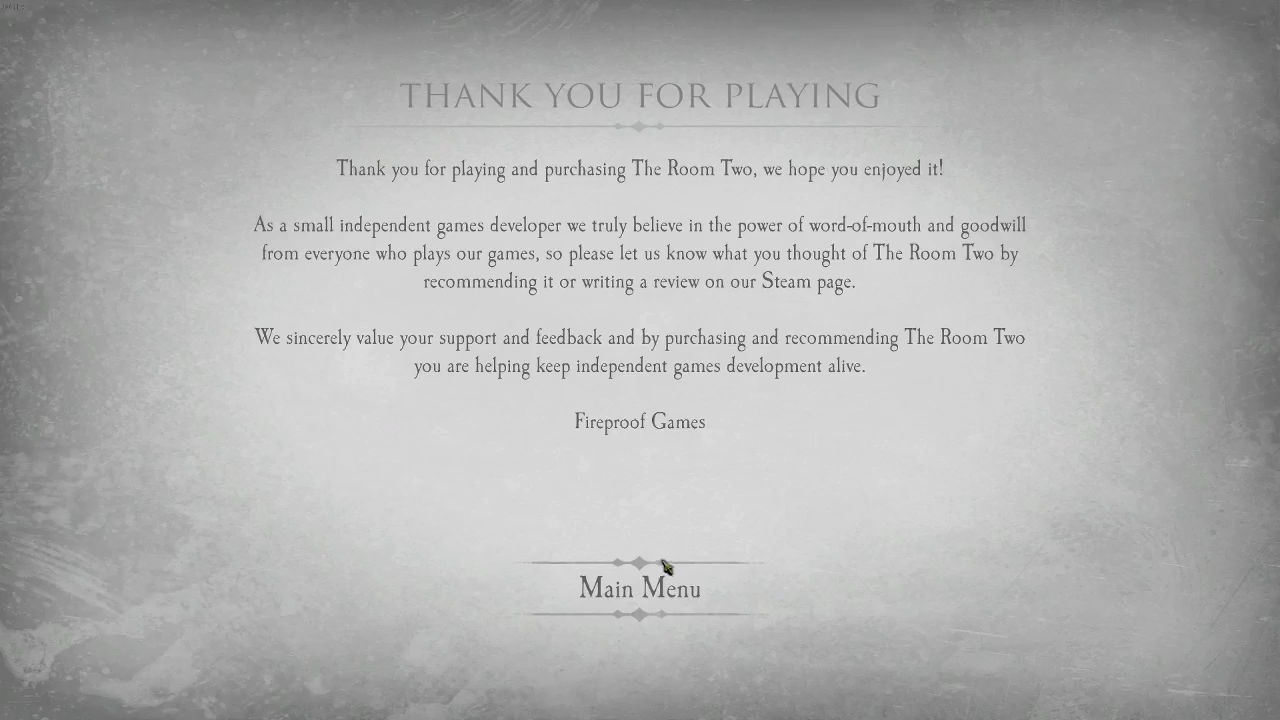 THANK YOU FOR PLAYING
Thank you for playing and purchasing The Room Two, we hope you enjoyed it!
As a small independent games developer we truly believe in the power of word-of-mouth and goodwill
from everyone who plays our games, so please let us know what you thought of The Room Two by
recommending it or writing a review on our Steam page.
We sincerely value your support and feedback and by purchasing and recommending The Room Two
you are helping keep independent games development alive.
Fireproof Games
Main Menu